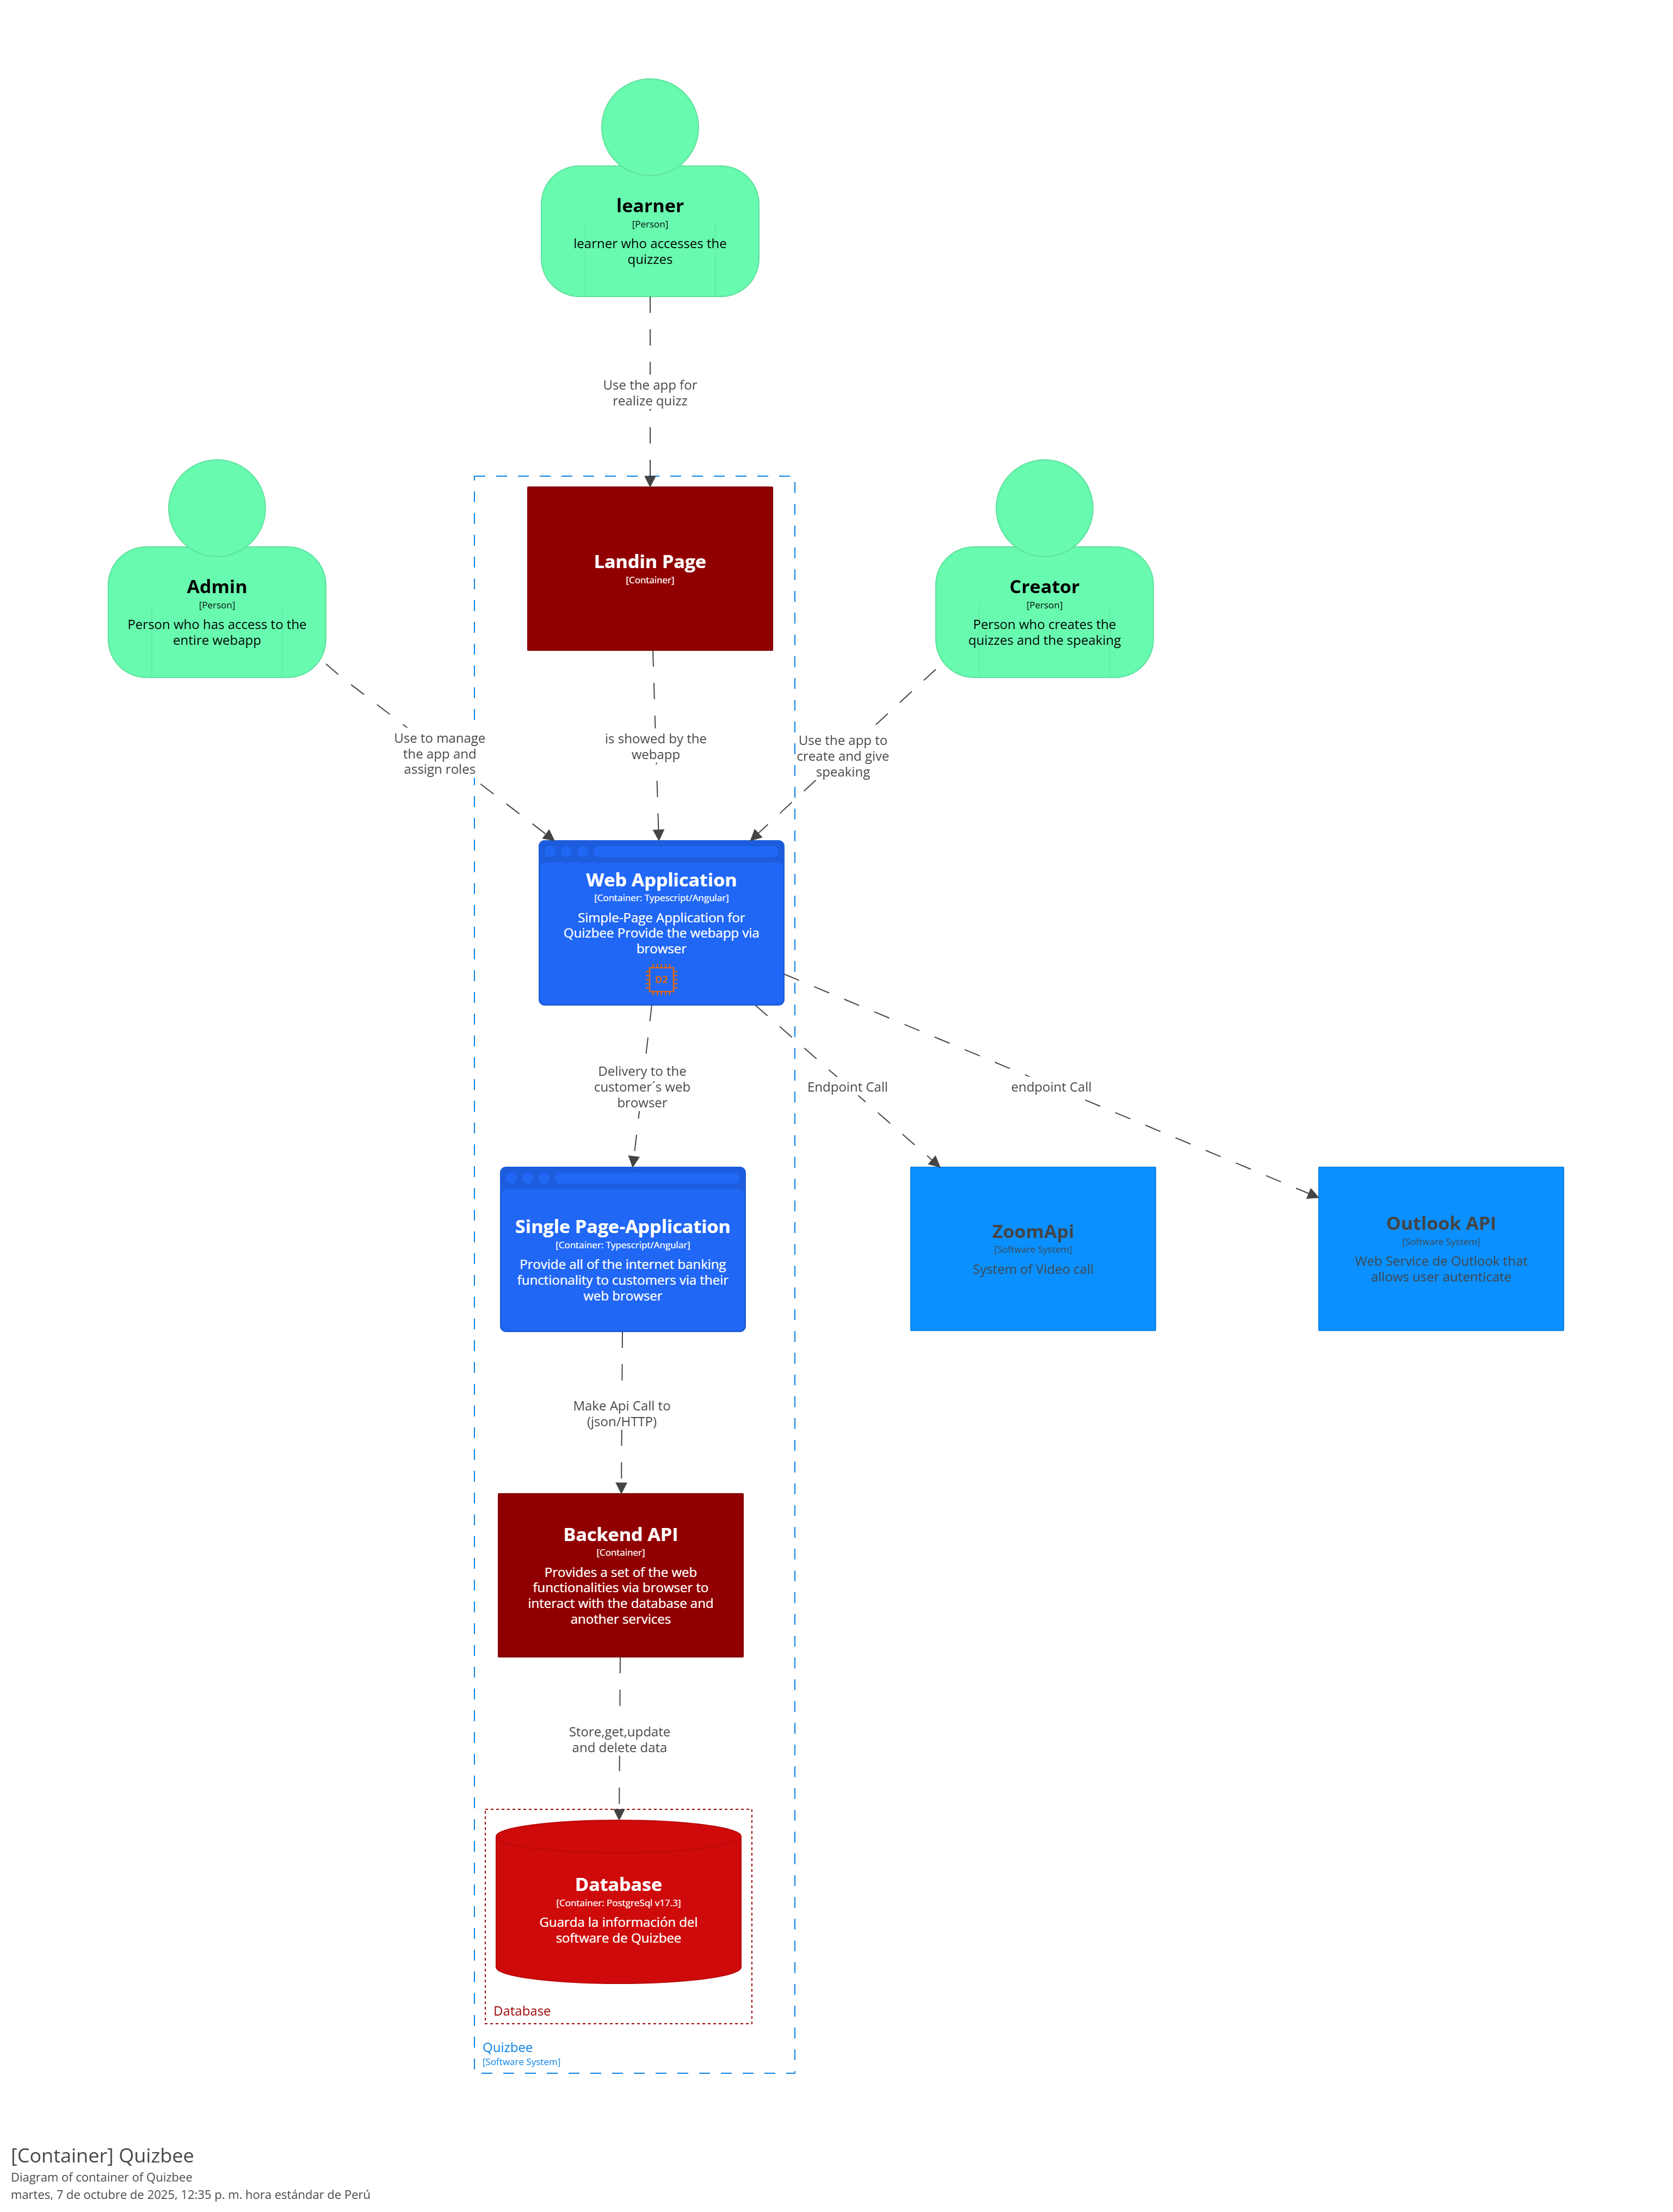 learner
[Person]
learner who accesses the
quizzes
Use the app for
realize quizz
Landin Page
[Container]
Admin
[Person]
Person who has access to the
entire webapp
Creator
[Person]
Person who creates the
quizzes and the speaking
Use to manage
the app and
assign roles
is showed by the
webapp
Use the app to
create and give
speaking
Web Application
[Container: Typescript/Angular]
Simple-Page Application for
Quizbee Provide the webapp via
browser
D2
Delivery to the
customer´s web
browser
Endpoint Call
endpoint Call
Single Page-Application
[Container: Typescript/Angular]
Provide all of the internet banking
functionality to customers via their
web browser
ZoomApi
[Software System]
System of Video call
Outlook API
[Software System]
Web Service de Outlook that
allows user autenticate
Make Api Call to
(json/HTTP)
Backend API
[Container]
Provides a set of the web
functionalities via browser to
interact with the database and
another services
Store,get,update
and delete data
Database
[Container: PostgreSql v17.3]
Guarda la información del
software de Quizbee
Database
Quizbee
[Software System]
[Container] Quizbee
Diagram of container of Quizbee
martes, 7 de octubre de 2025, 12:35 p. m. hora estándar de Perú